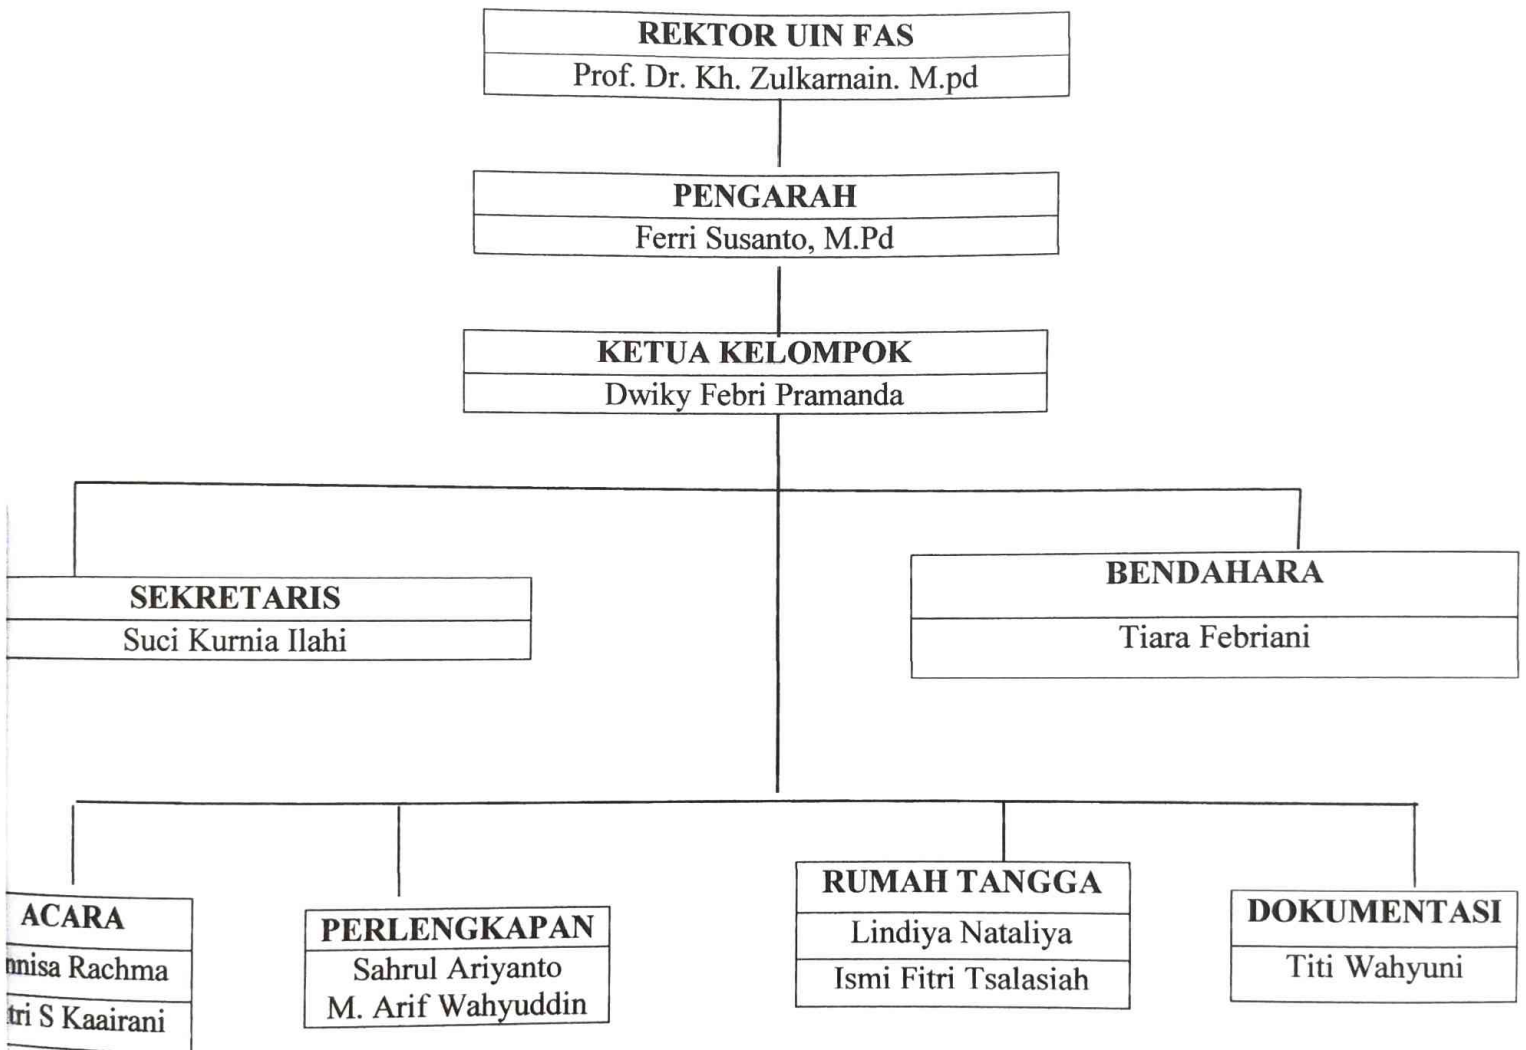 REKTOR UIN FAS
Prof. Dr. Kh. Zulkarnain. M.pd
PENGARAH
Ferri Susanto, M.Pd
KETUA KELOMPOK
Dwiky Febri Pramanda
SEKRETARIS
Suci Kurnia Ilahi
BENDAHARA
Tiara Febriani
ACARA
Rachma
S Kaairani
PERLENGKAPAN
Sahrul Ariyanto
M. Arif Wahyuddin
RUMAH TANGGA
Lindiya Nataliya
Ismi Fitri Tsalasiah
DOKUMENTASI
Titi Wahyuni